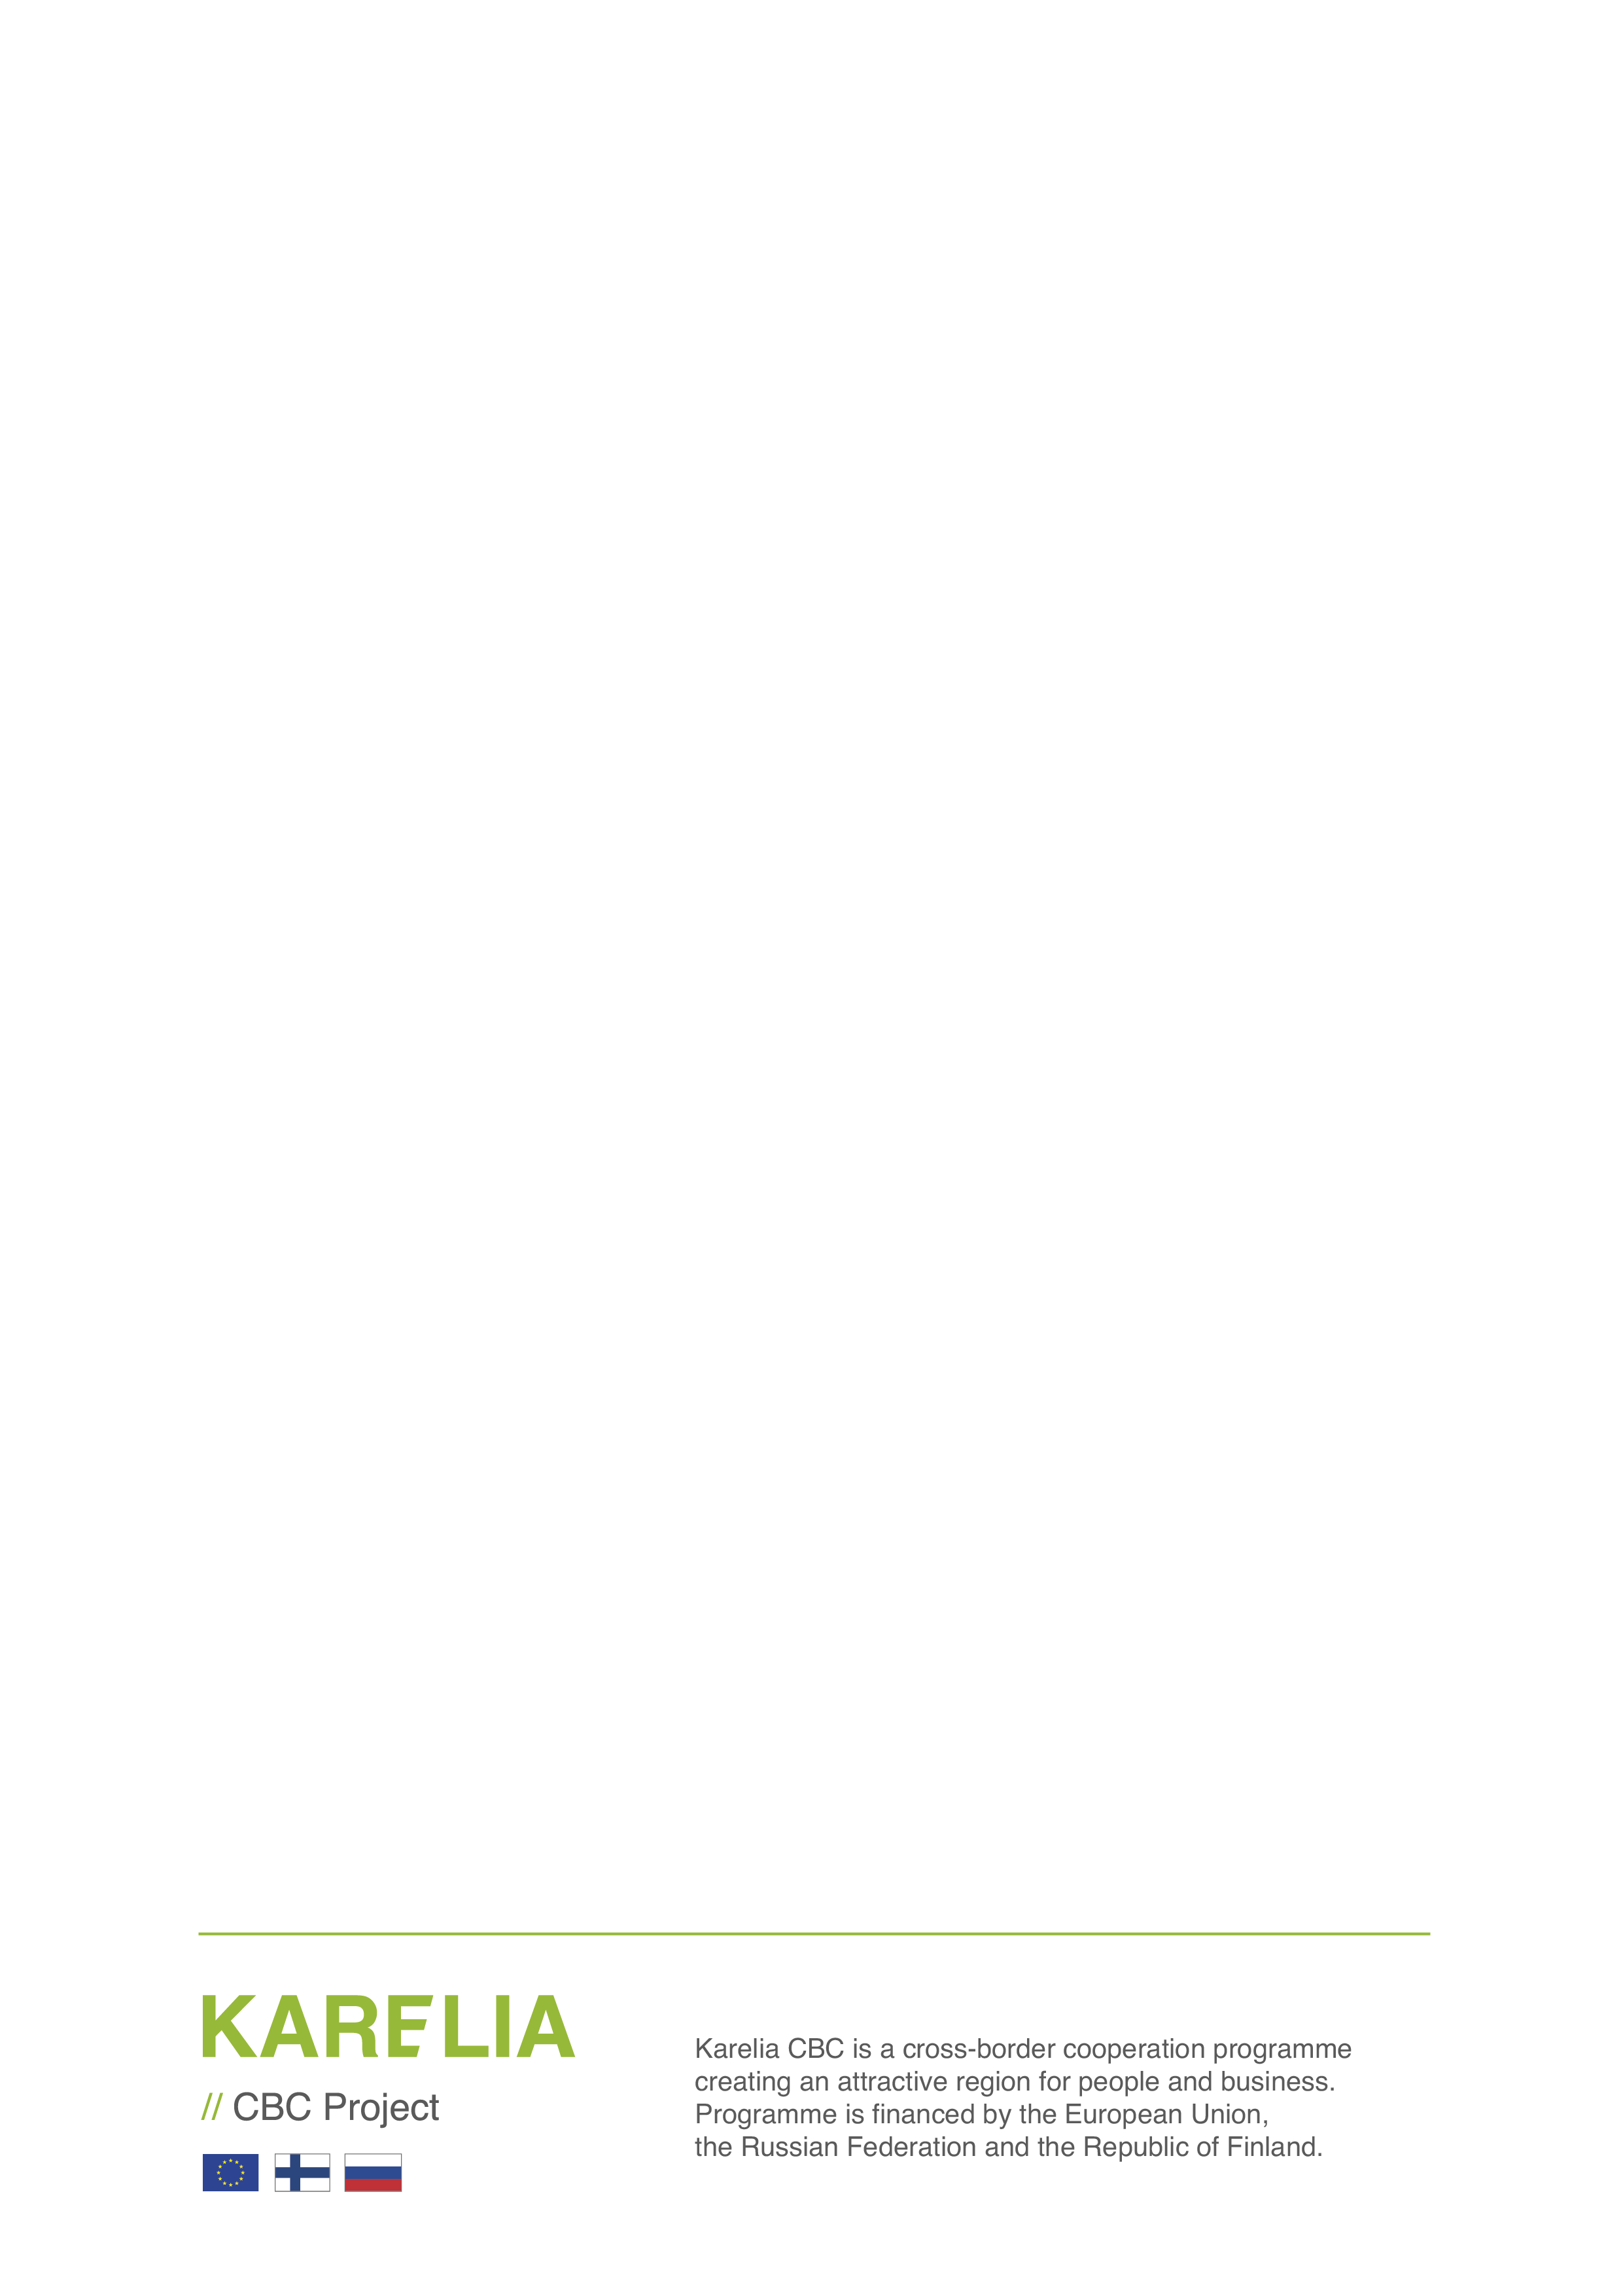 KARELIA
// CBC Project
Karelia CBC is a cross-border cooperation programme
creating an attractive region for people and business.
Programme is financed by the European Union,
the Russian Federation and the Republic of Finland.